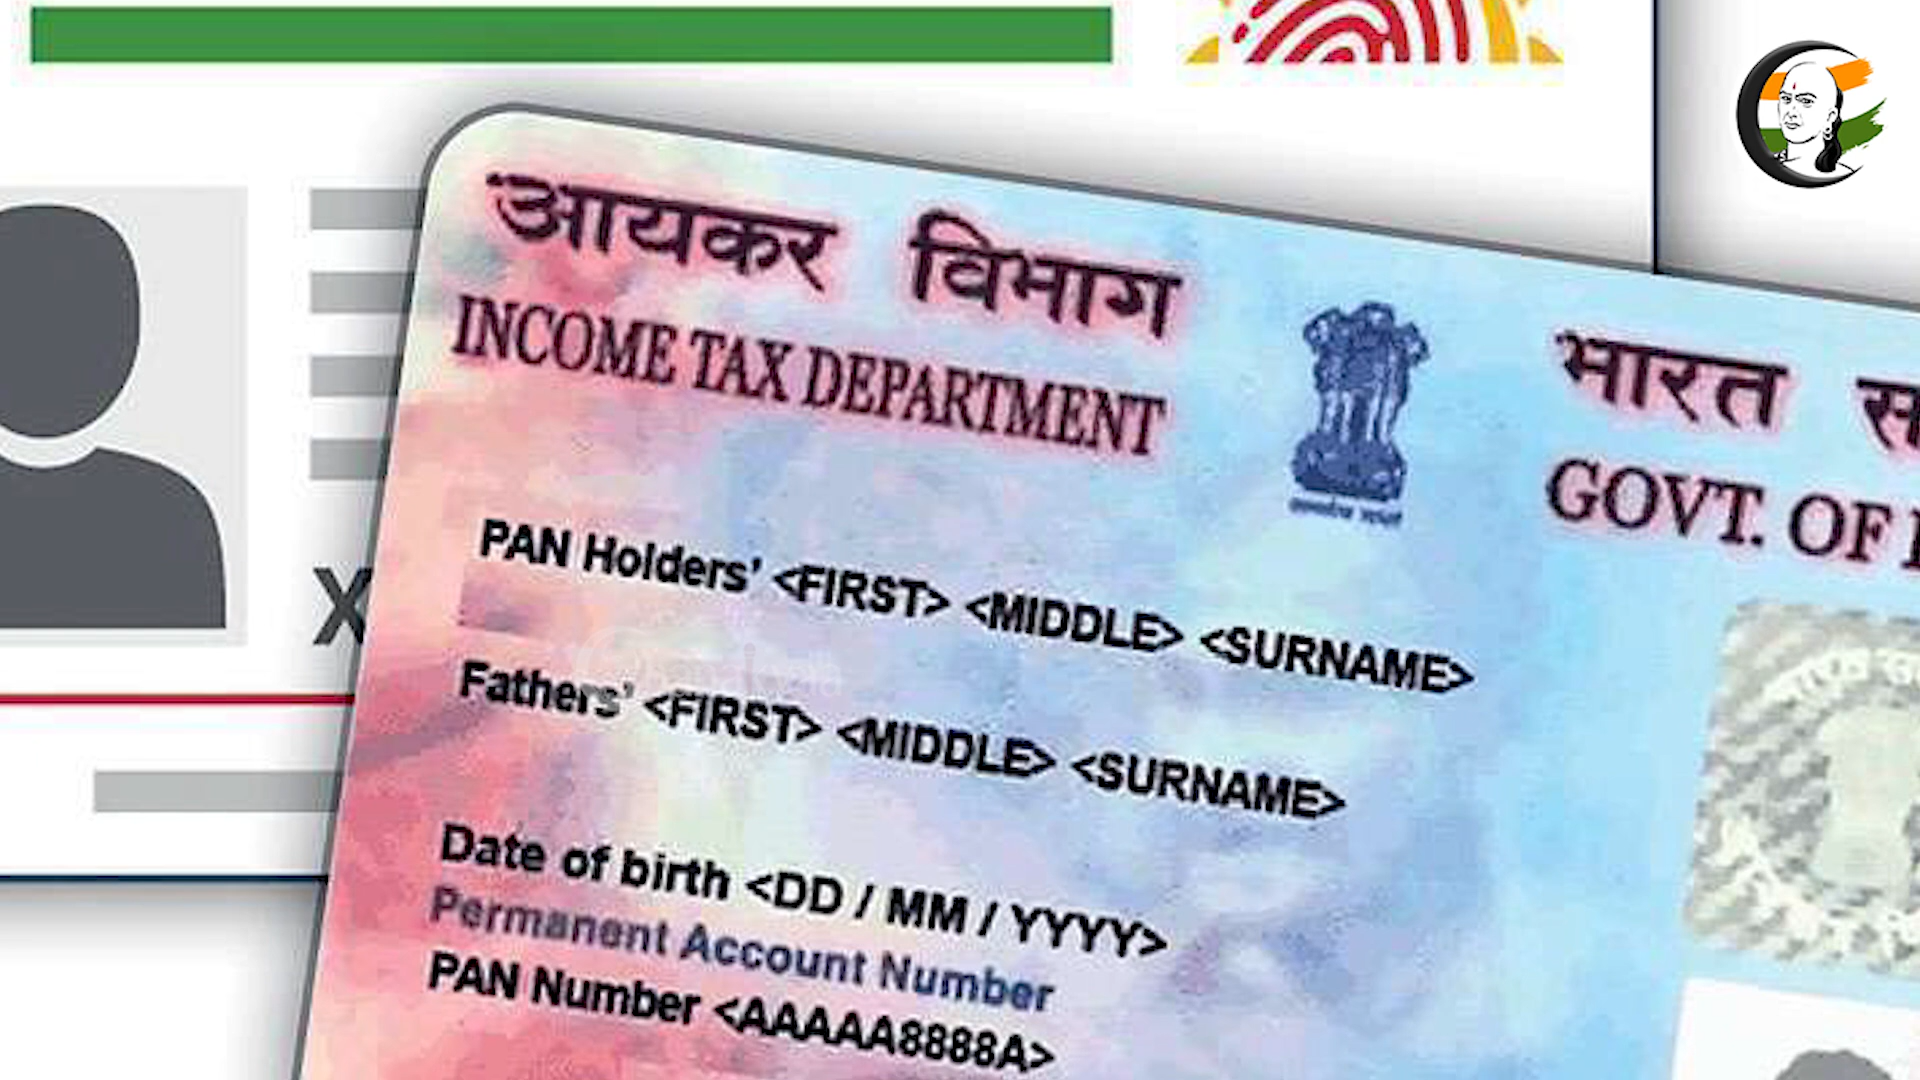 आयकर विभाग
INCOME TAX DEPARTMENT
भारत स
GOVT. OF I
PAN Holders' <FIRST> <MIDDLE> <SURNAME>
Fathers' <FIRST> <MIDDLE> <SURNAME>
Date of birth <DD / MM / YYYY>
Permanent Account Number
PAN Number <AAAAA8888A>
X